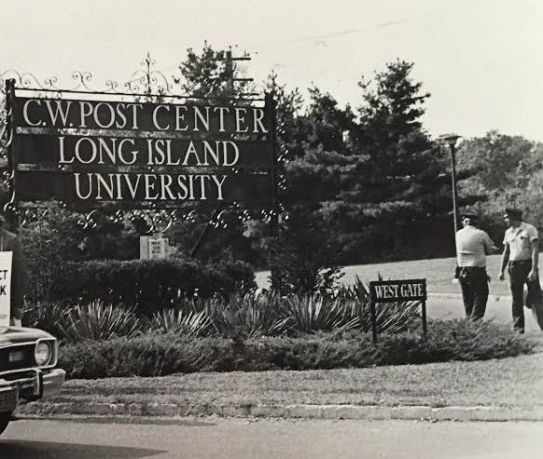 C.W. POST CENTER
LONG ISLAND
UNIVERSITY
WEST GATE